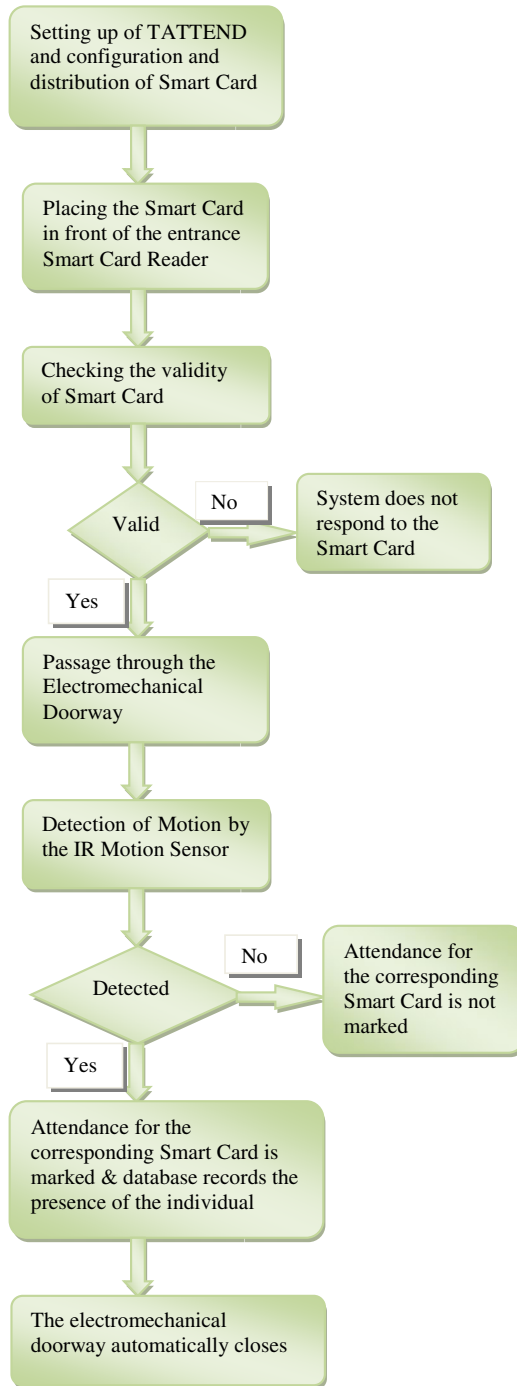 Setting up of TATTEND
and configuration and
distribution of Smart Card
Placing the Smart Card
in front of the entrance
Smart Card Reader
Checking the validity
of Smart Card
Valid
No
System does not
respond to the
Smart Card
Yes
Passage through the
Electromechanical
Doorway
Detection of Motion by
the IR Motion Sensor
Detected
No
Attendance for
the corresponding
Smart Card is not
marked
Yes
Attendance for the
corresponding Smart Card is
marked & database records the
presence of the individual
The electromechanical
doorway automatically closes